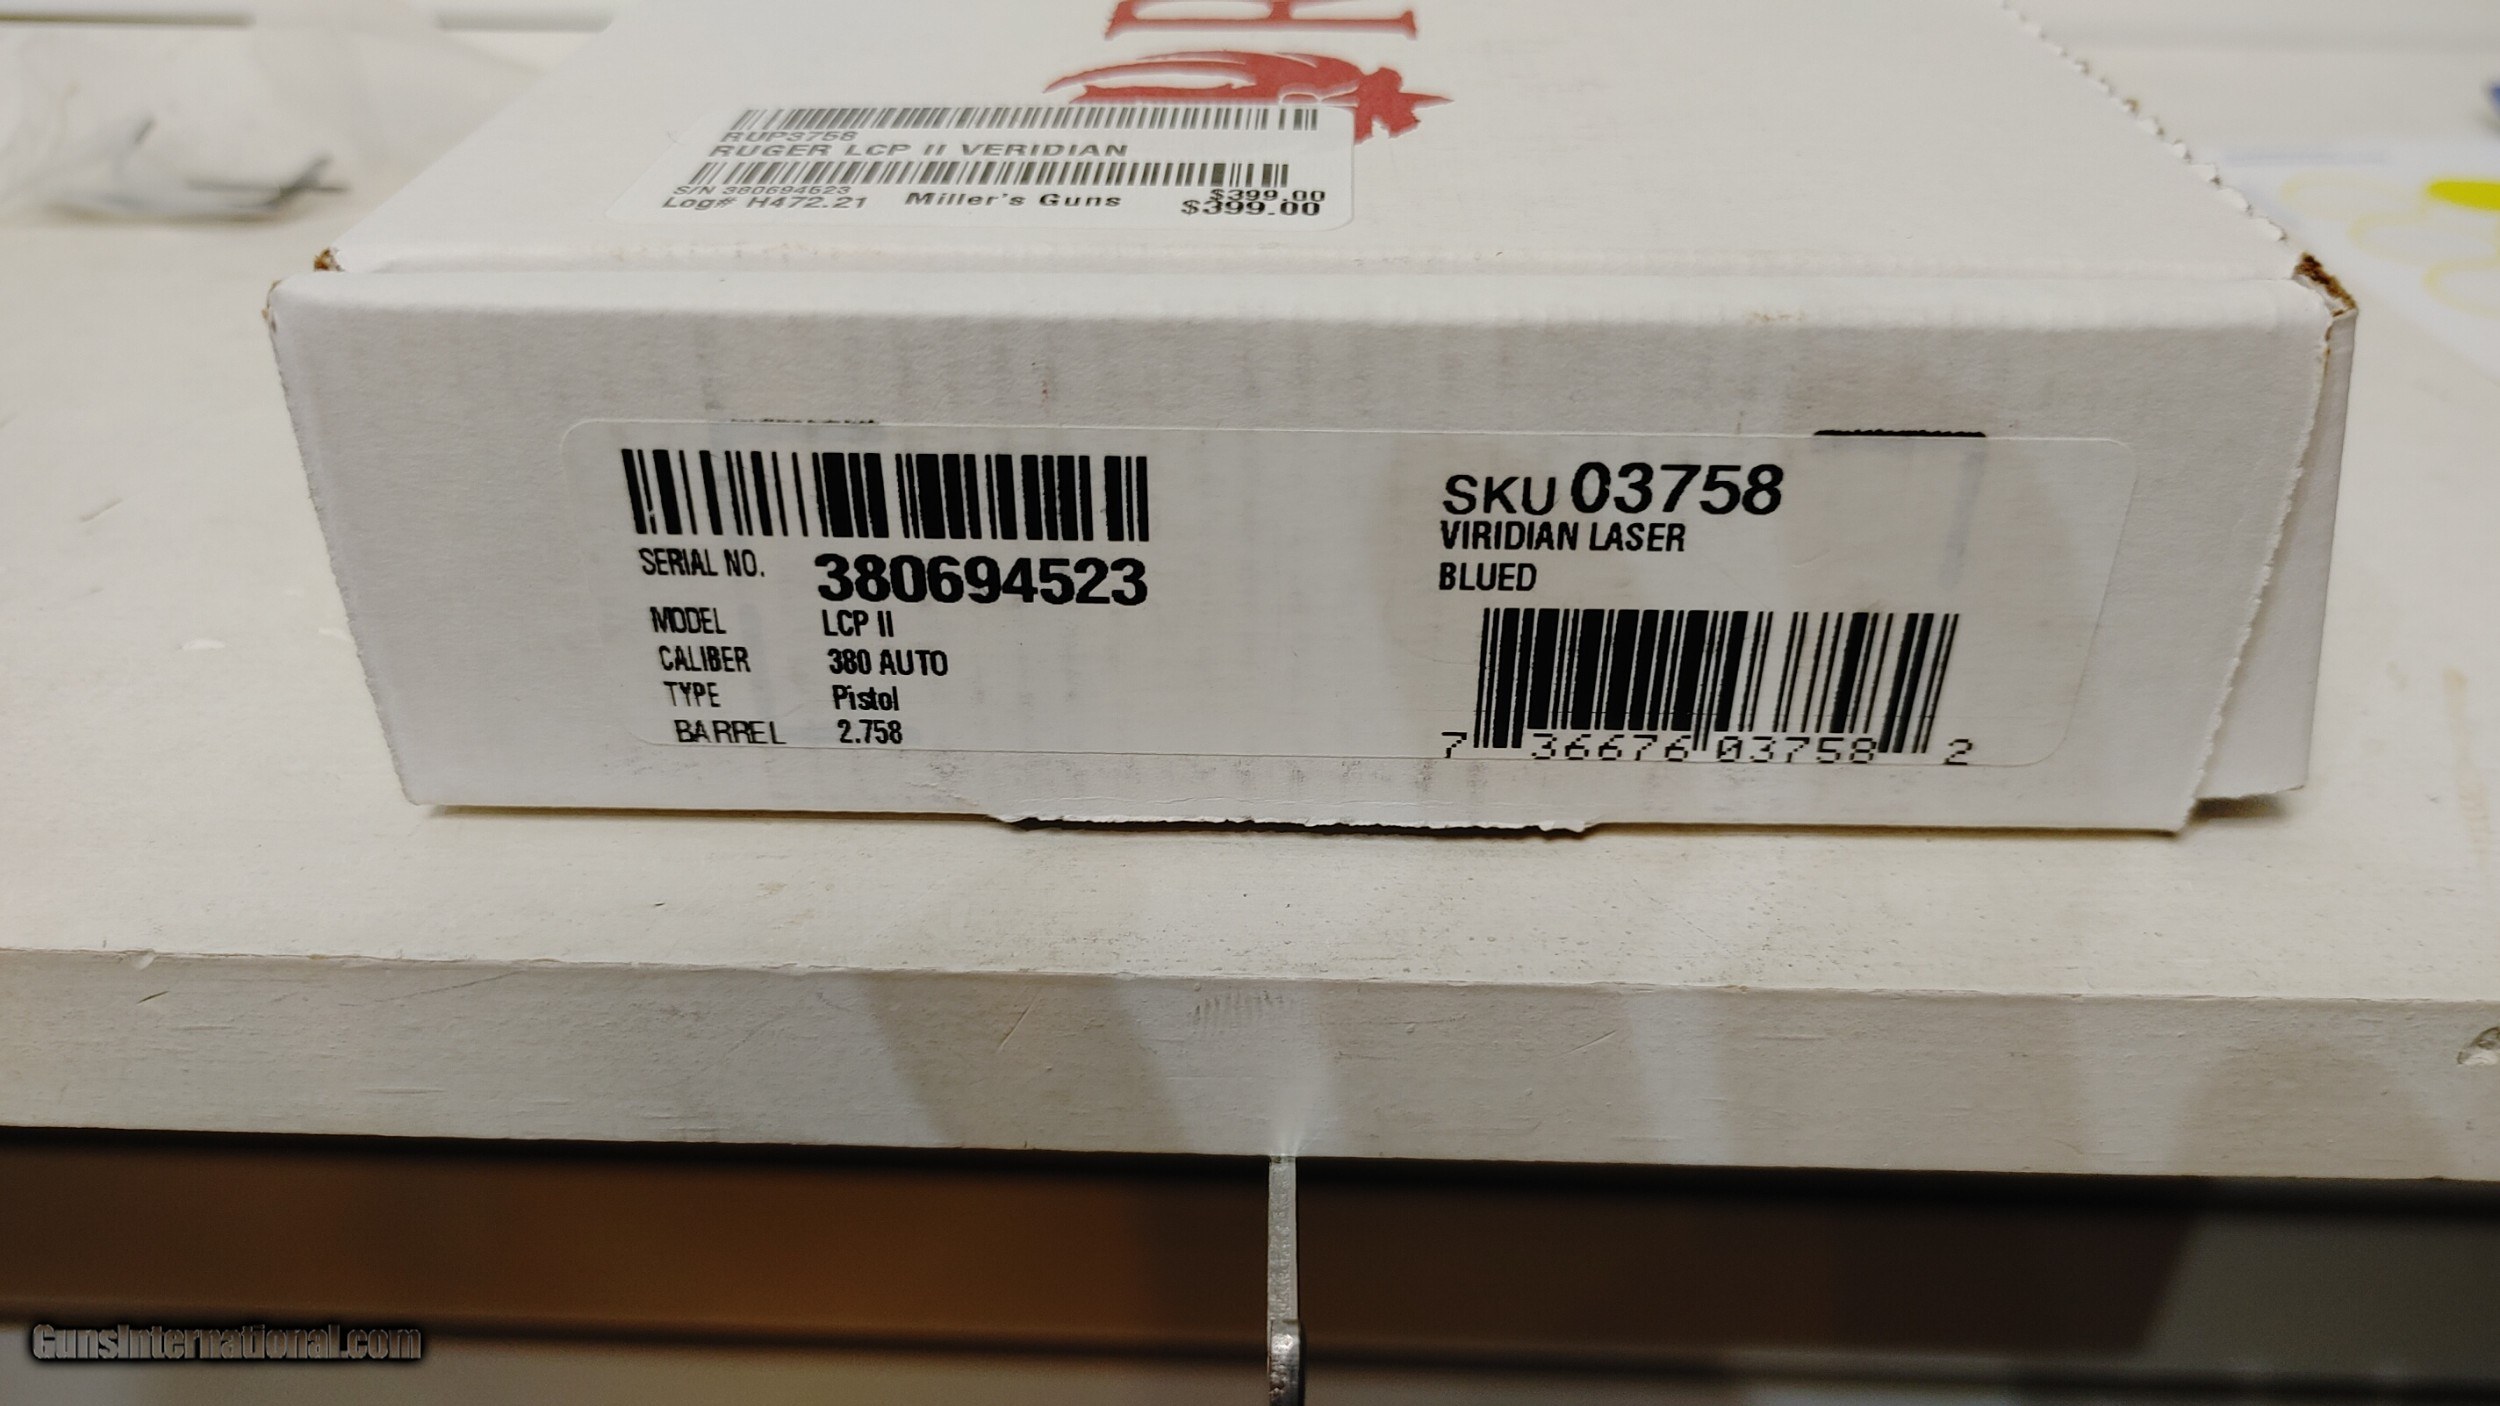 R
RUP3758
RUGER LCP II VERIDIAN
S/N 380694523
$399.00
Log# H472.21 Miller's Guns $399.00
SERIAL NO. 380694523
MODEL LCP II
CALIBER 380 AUTO
TYPE Pistol
BARREL 2.758
SKU 03758
VIRIDIAN LASER
BLUED
7 36676 03758 2
GunsInternational.com